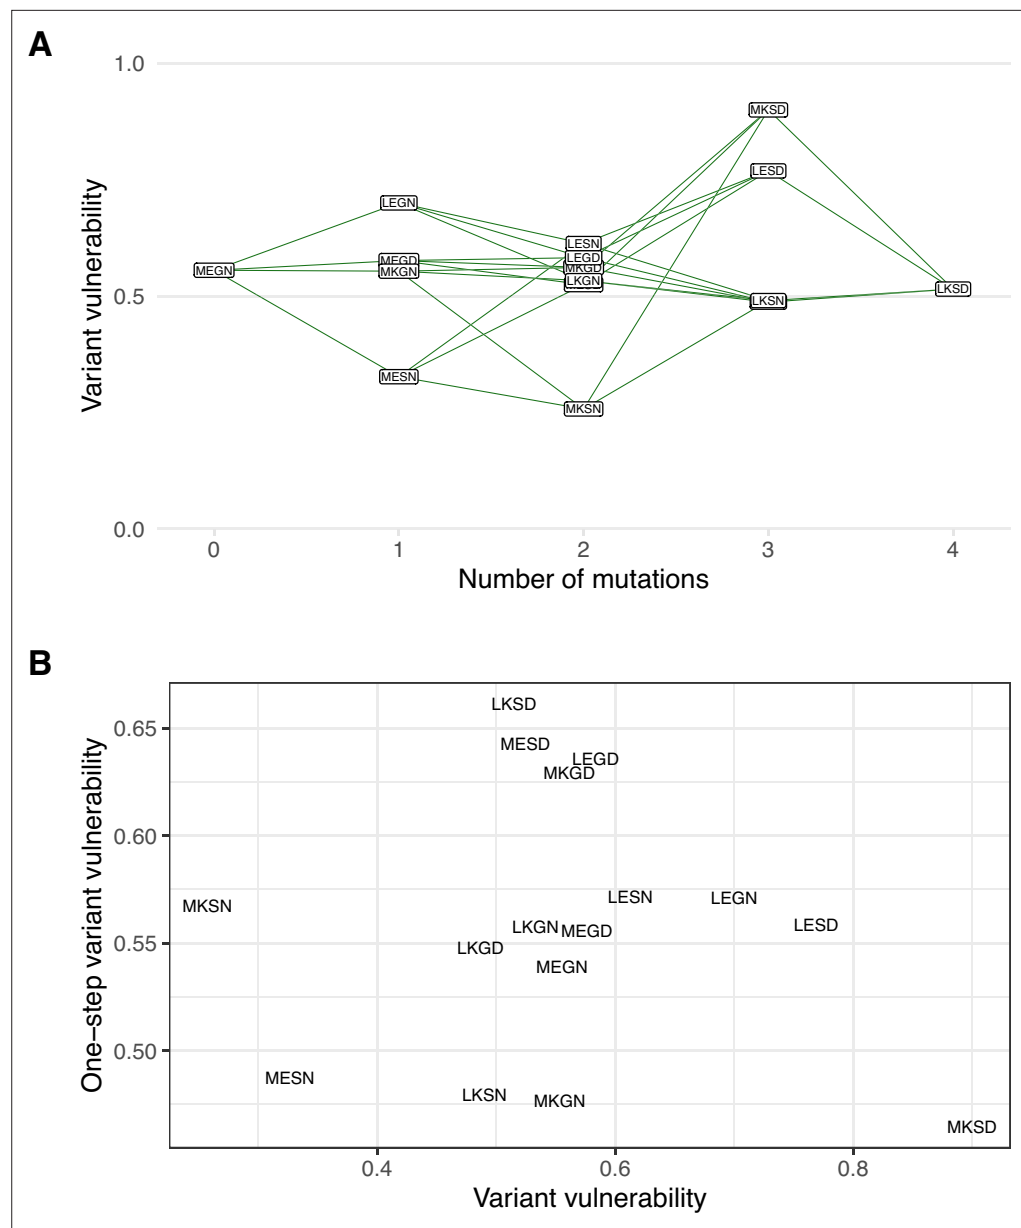 A
1.0
MKSD
LESD
LEGN
LESN
MEGD
LEGD
MEGN
MKGN
MKGD
LKGN
0.5
LKSN
LKSD
MESN
MKSN
0.0
0 1 2 3 4
Variant vulnerability
Number of mutations
B
LKSD
0.65
MESD
LEGD
MKGD
0.60
LESN LEGN
MKSN
LKGN MEGD LESD
0.55
LKGD
MEGN
0.50
MESN
LKSN MKGN
MKSD
0.4 0.6 0.8
One–step variant vulnerability
Variant vulnerability